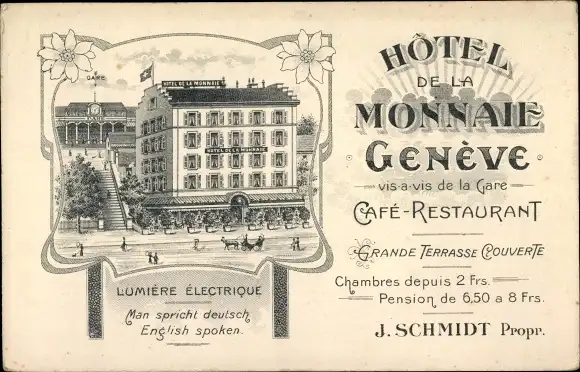 GARE
HÔTEL DE LA MONNAIE
HÔTEL DE LA MONNAIE
LUMIÈRE ÉLECTRIQUE
Man spricht deutsch
English spoken.
HÔTEL
DE LA
MONNAIE
GENÈVE
vis-a-vis de la Gare
CAFÉ-RESTAURANT
GRANDE TERRASSE COUVERTE
Chambres depuis 2 Frs.
Pension de 6,50 a 8 Frs.
J. SCHMIDT Propr.